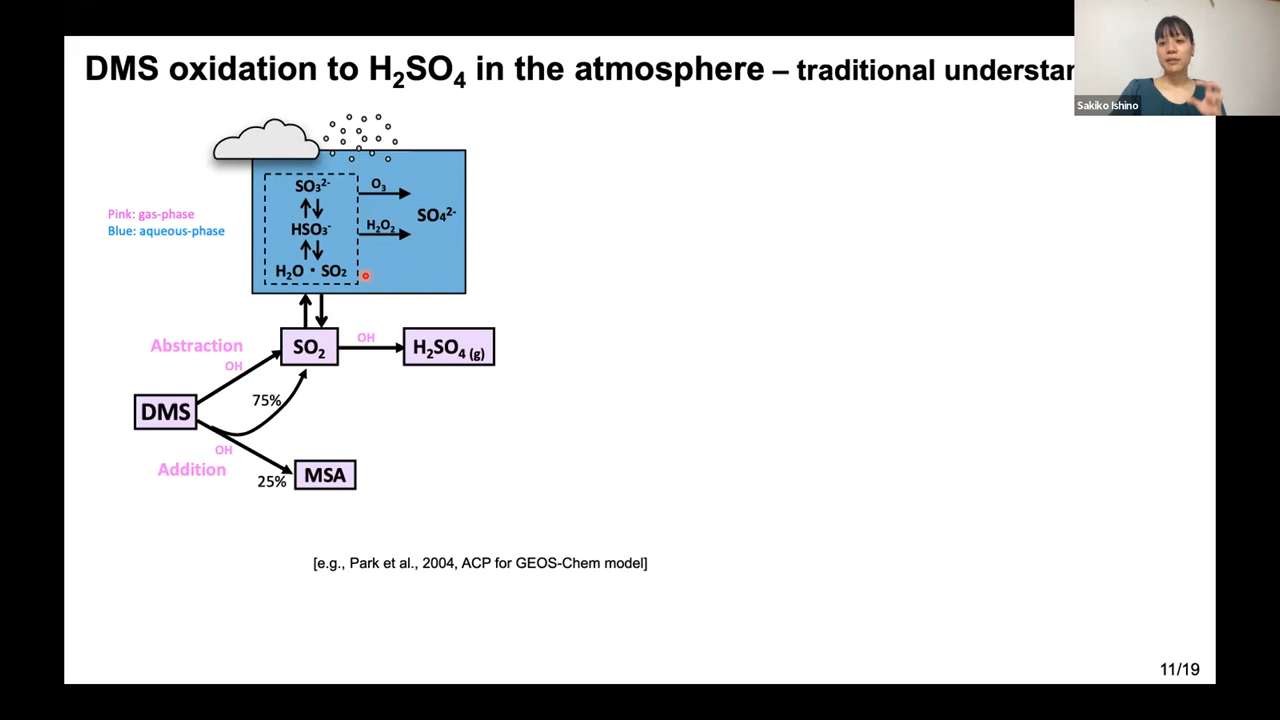 DMS oxidation to H₂SO₄ in the atmosphere – traditional understan
Sakiko Ishino
Pink: gas-phase
Blue: aqueous-phase
SO₃²⁻
O₃
SO₄²⁻
HSO₃⁻
H₂O₂
H₂O · SO₂
Abstraction
OH
SO₂
OH
H₂SO₄ (g)
DMS
75%
OH
Addition
25%
MSA
[e.g., Park et al., 2004, ACP for GEOS-Chem model]
11/19